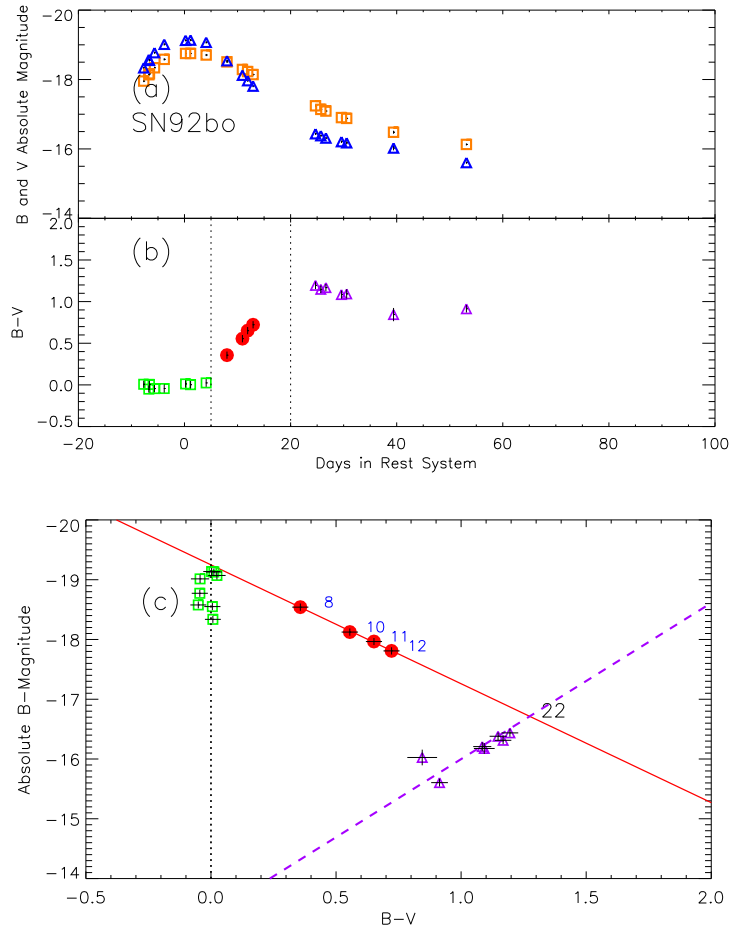 B and V Absolute Magnitude
-20
-18
-16
-14
(a)
SN92bo
B-V
2.0
1.5
1.0
0.5
0.0
-0.5
(b)
-20 0 20 40 60 80 100
Days in Rest System
Absolute B-Magnitude
-20
-19
-18
-17
-16
-15
-14
(c)
8
10
11
12
22
-0.5 0.0 0.5 1.0 1.5 2.0
B-V